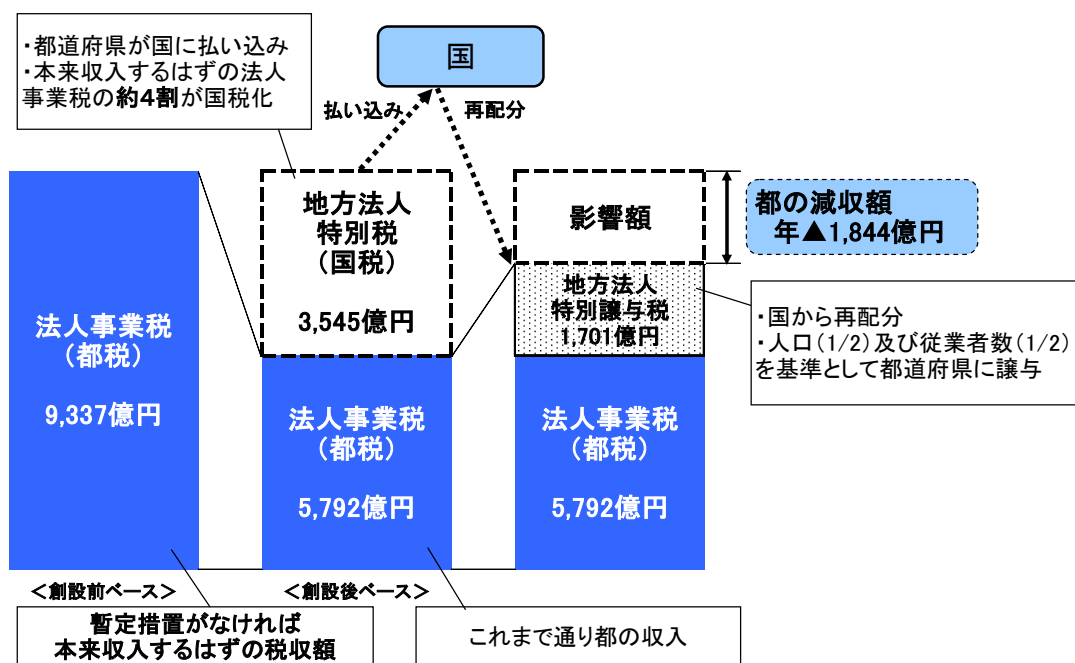 ・都道府県が国に払い込み
・本来収入するはずの法人
事業税の約4割が国税化
国
払い込み
再配分
地方法人
特別税
(国税)
3,545億円
影響額
都の減収額
年▲1,844億円
地方法人
特別譲与税
1,701億円
・国から再配分
・人口(1/2)及び従業者数(1/2)
を基準として都道府県に譲与
法人事業税
(都税)
9,337億円
法人事業税
(都税)
5,792億円
法人事業税
(都税)
5,792億円
<創設前ベース>
<創設後ベース>
暫定措置がなければ
本来収入するはずの税収額
これまで通り都の収入